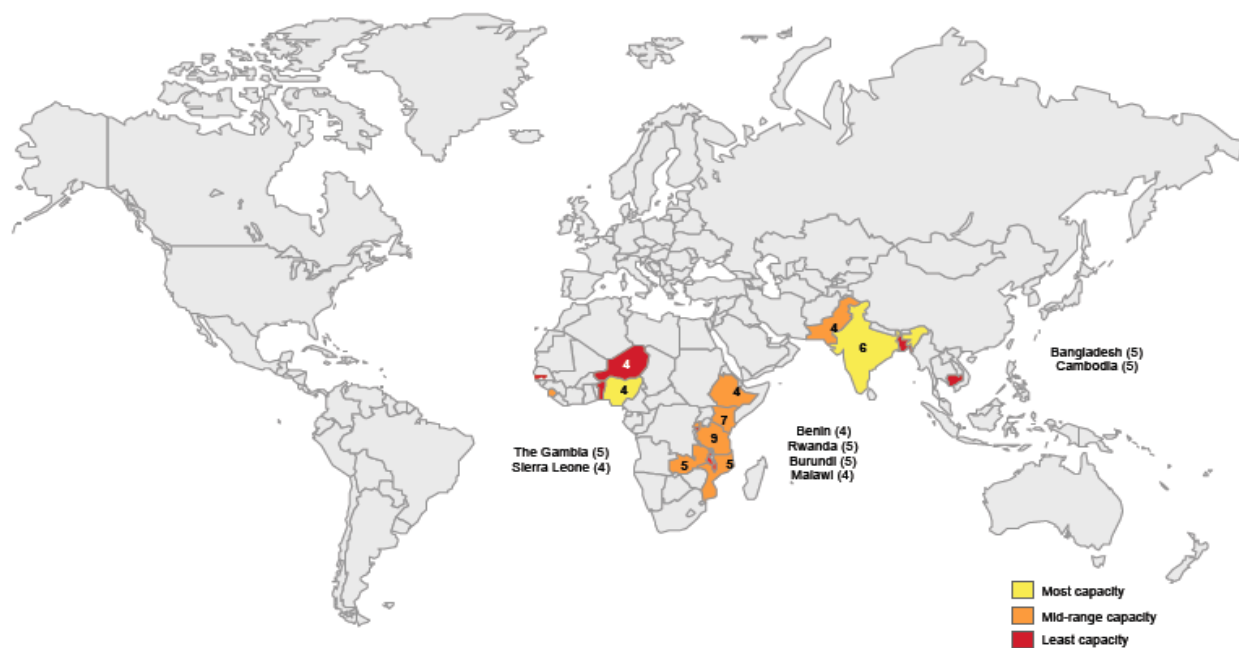 4
6
Bangladesh (5)
Cambodia (5)
4
4
4
7
9
Benin (4)
Rwanda (5)
Burundi (5)
Malawi (4)
The Gambia (5)
Sierra Leone (4)
5
5
Most capacity
Mid-range capacity
Least capacity